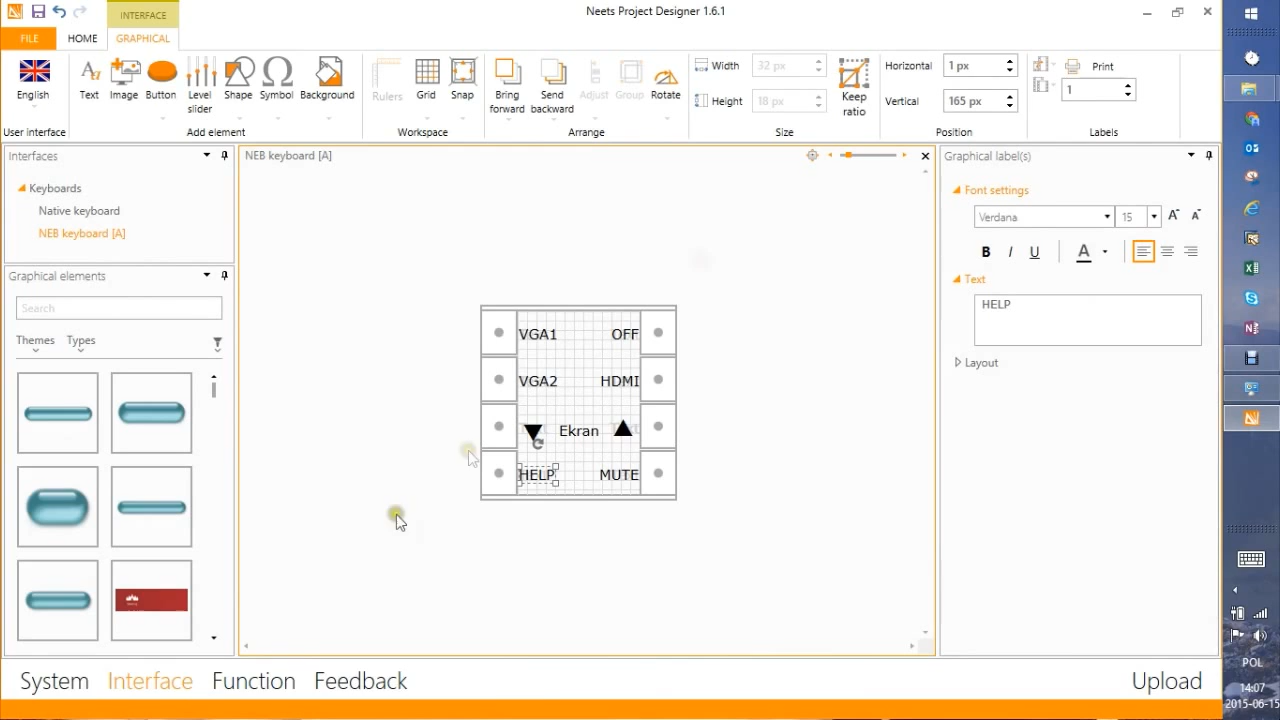 INTERFACE
Neets Project Designer 1.6.1
FILE
HOME
GRAPHICAL
English
User interface
Text
Image
Button
Level slider
Shape
Symbol
Background
Add element
Rulers
Grid
Snap
Workspace
Bring forward
Send backward
Adjust
Group
Rotate
Arrange
Width
32 px
Height
18 px
Keep ratio
Size
Horizontal
1 px
Vertical
165 px
Position
Print
1
Labels
Interfaces
Keyboards
Native keyboard
NEB keyboard [A]
Graphical elements
Search
Themes
Types
NEB keyboard [A]
VGA1
OFF
VGA2
HDMI
Ekran
HELP
MUTE
Graphical label(s)
Font settings
Verdana
15
A
A
B
I
U
A
Text
HELP
Layout
System
Interface
Function
Feedback
Upload
POL
14:07
2015-06-15